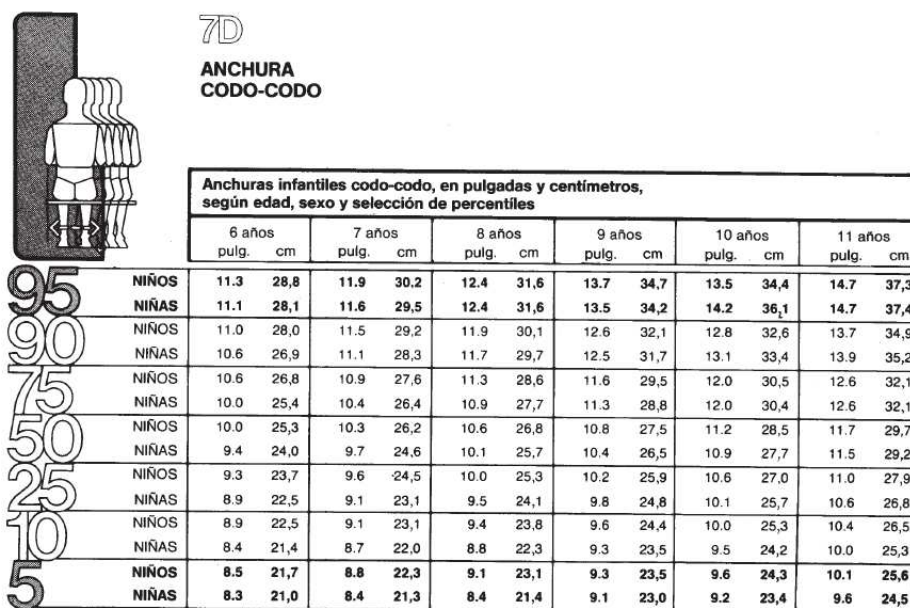 7D
ANCHURA
CODO-CODO
Anchuras infantiles codo-codo, en pulgadas y centímetros,
según edad, sexo y selección de percentiles
6 años 7 años 8 años 9 años 10 años 11 años
pulg. cm pulg. cm pulg. cm pulg. cm pulg. cm pulg. cm
95 NIÑOS 11.3 28,8 11.9 30.2 12.4 31,6 13.7 34,7 13.5 34,4 14.7 37,3
NIÑAS 11.1 28,1 11.6 29,5 12.4 31,6 13.5 34,2 14.2 36,1 14.7 37,4
90 NIÑOS 11.0 28,0 11.5 29,2 11.9 30,1 12.6 32,1 12.8 32,6 13.7 34,9
NIÑAS 10.6 26,9 11.1 28,3 11.7 29,7 12.5 31,7 13.1 33,4 13.9 35,2
75 NIÑOS 10.6 26,8 10.9 27,6 11.3 28,6 11.6 29,5 12.0 30,5 12.6 32,1
NIÑAS 10.0 25,4 10.4 26,4 10.9 27,7 11.3 28,8 12.0 30,4 12.6 32,1
50 NIÑOS 10.0 25,3 10.3 26,2 10.6 26,8 10.8 27,5 11.2 28,5 11.7 29,7
NIÑAS 9.4 24,0 9.7 24,6 10.1 25,7 10.4 26,5 10.9 27,7 11.5 29,2
25 NIÑOS 9.3 23,7 9.6 24,5 10.0 25,3 10.2 25,9 10.6 27,0 11.0 27,9
NIÑAS 8.9 22,5 9.1 23,1 9.5 24,1 9.8 24,8 10.1 25,7 10.6 26,8
10 NIÑOS 8.9 22,5 9.1 23,1 9.4 23,8 9.6 24,4 10.0 25,3 10.4 26,5
NIÑAS 8.4 21,4 8.7 22,0 8.8 22,3 9.3 23,5 9.5 24,2 10.0 25,3
5 NIÑOS 8.5 21,7 8.8 22,3 9.1 23,1 9.3 23,5 9.6 24,3 10.1 25,6
NIÑAS 8.3 21,0 8.4 21,3 8.4 21,4 9.1 23,0 9.2 23,4 9.6 24,5